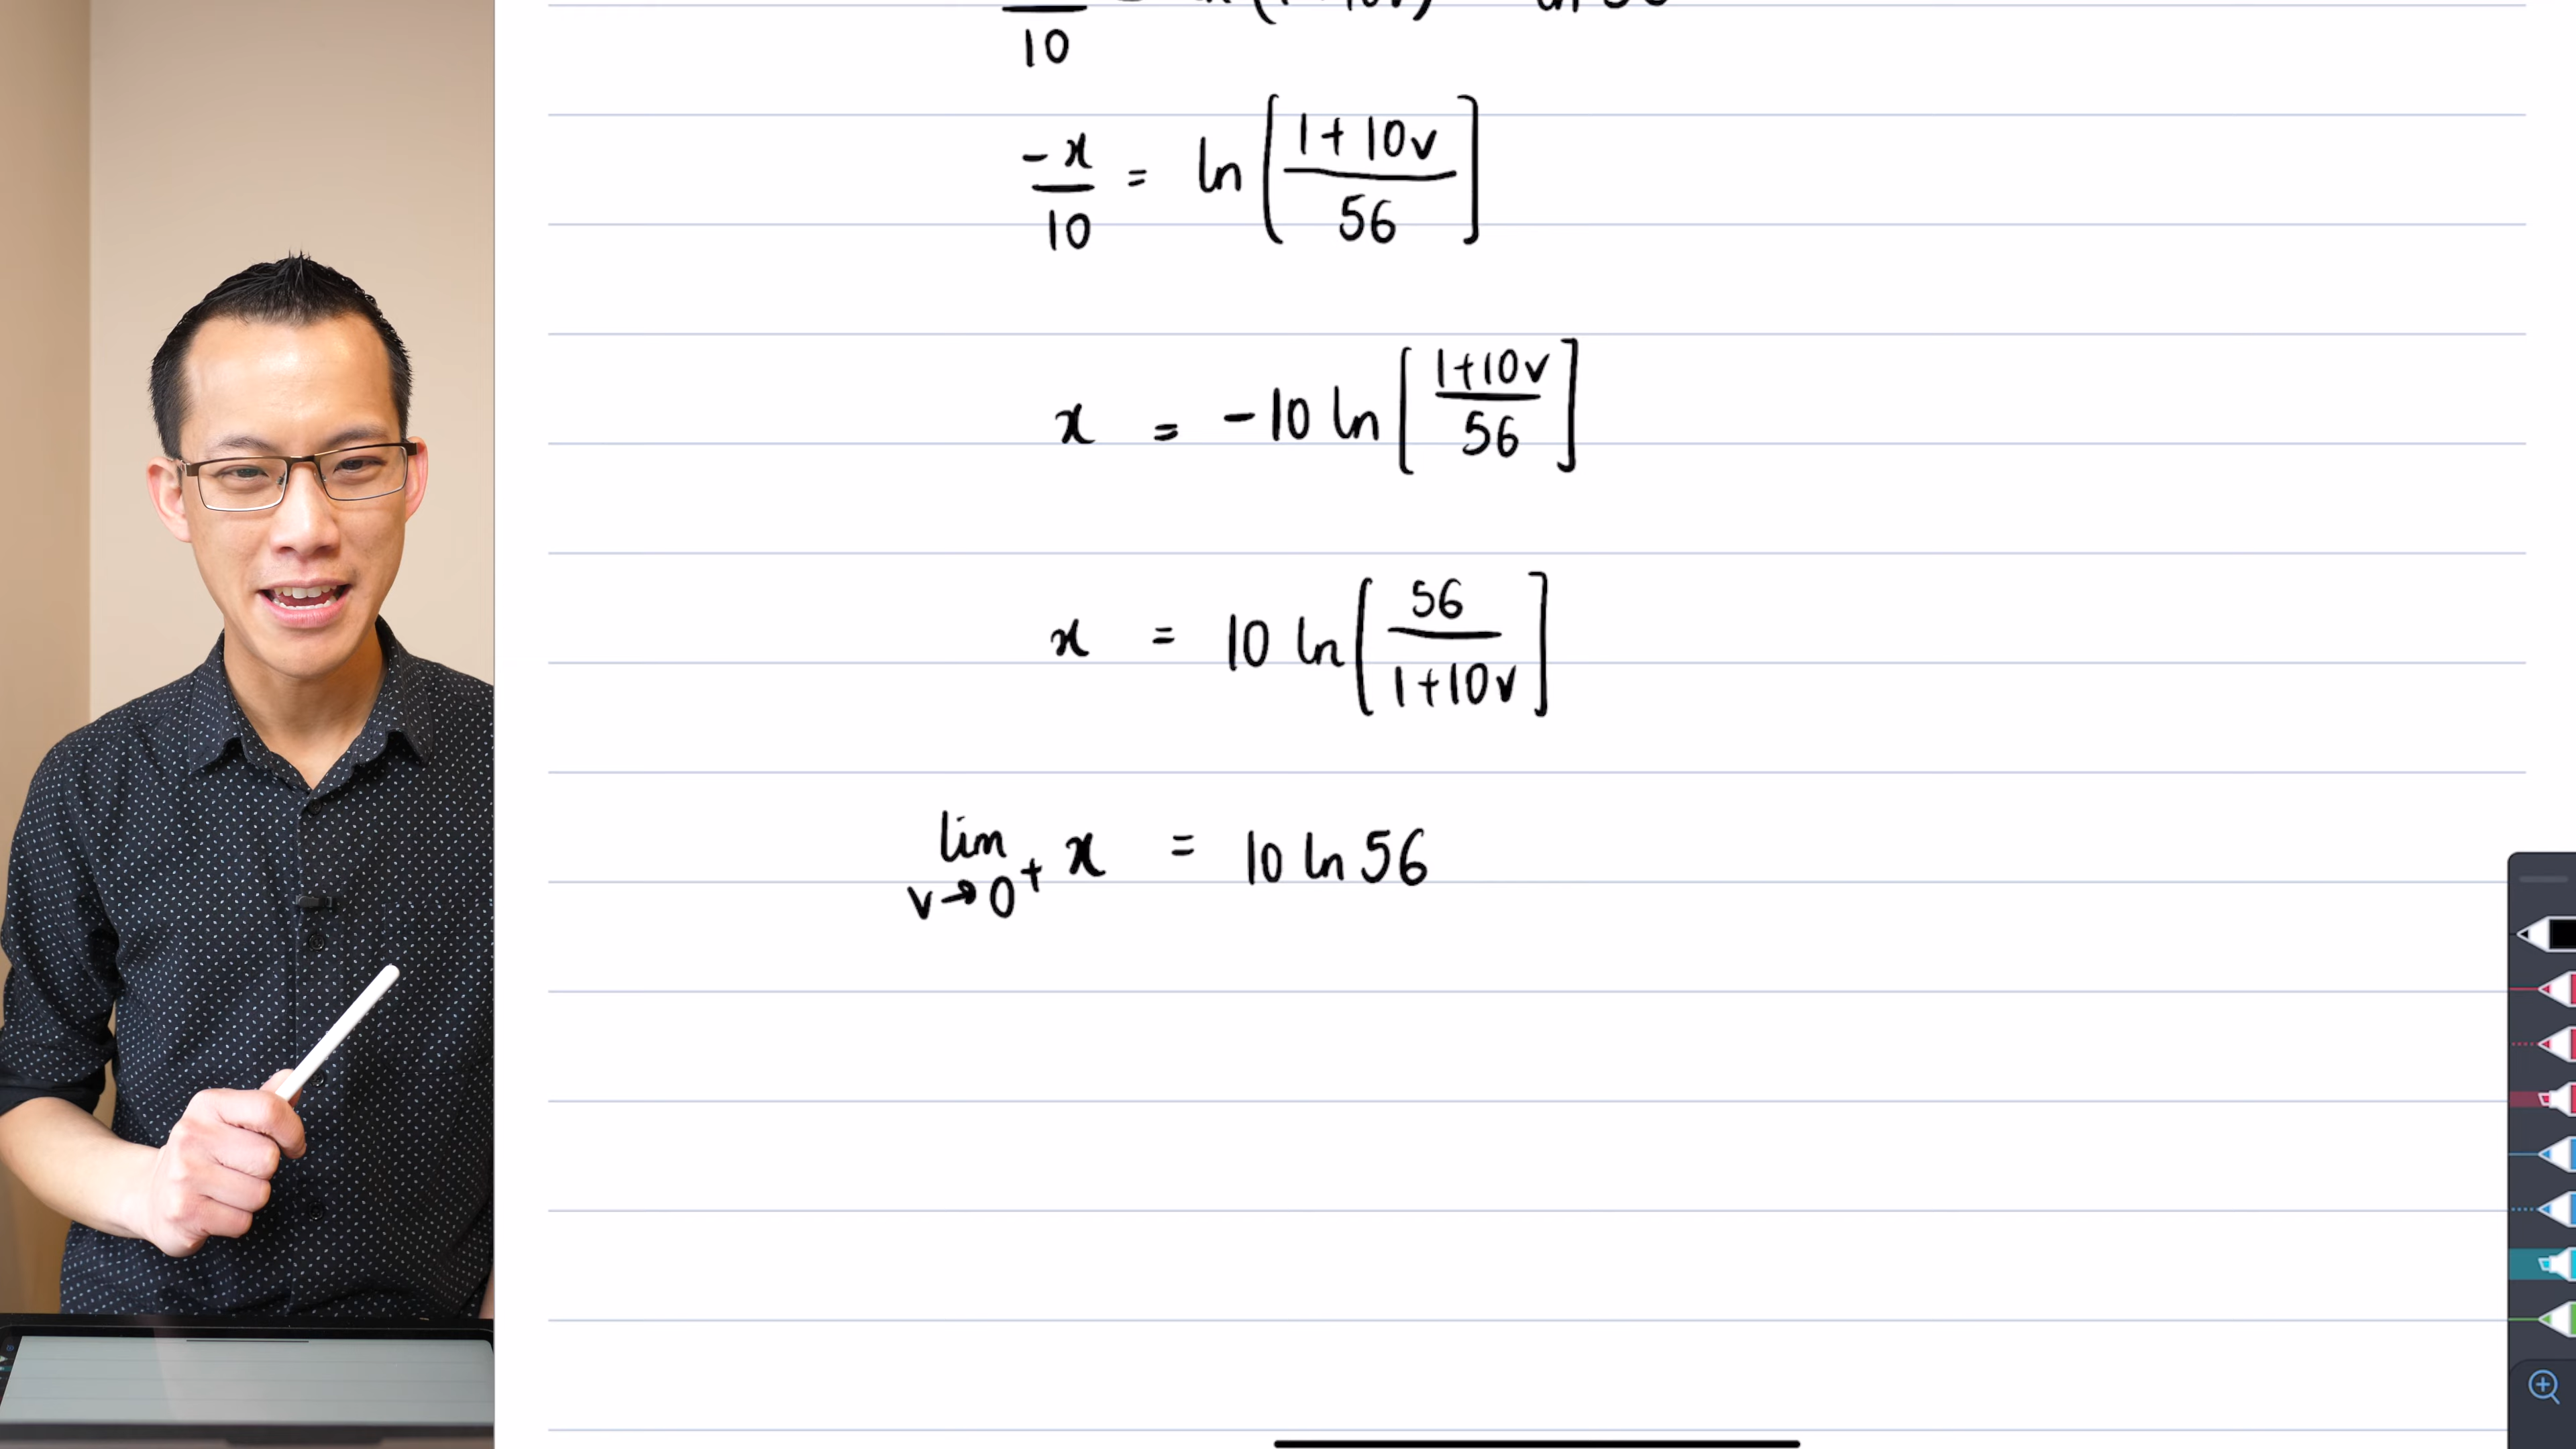 10
-x/10 = ln[(1+10v)/56]
x = -10 ln[(1+10v)/56]
x = 10 ln[56/(1+10v)]
lim v→0⁺ x = 10 ln 56